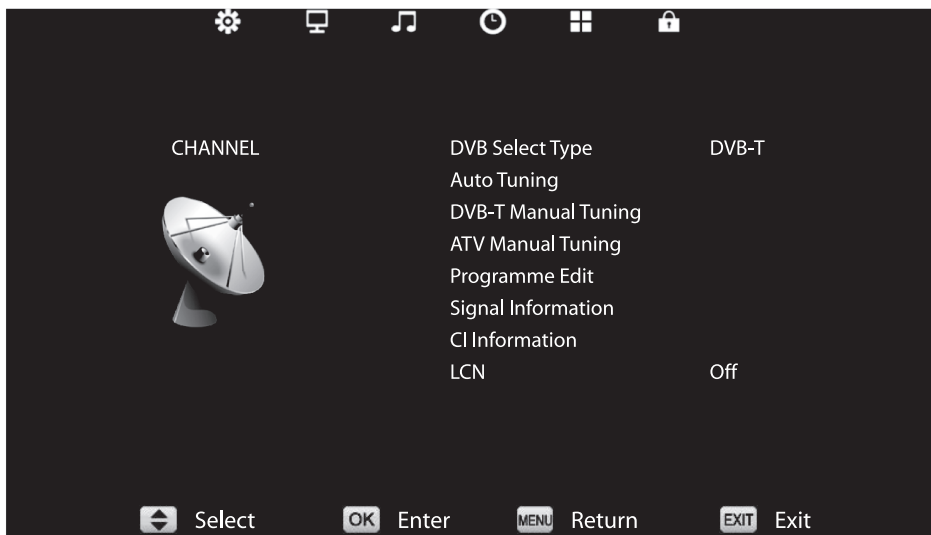 CHANNEL
DVB Select Type DVB-T
Auto Tuning
DVB-T Manual Tuning
ATV Manual Tuning
Programme Edit
Signal Information
CI Information
LCN Off
Select OK Enter MENU Return EXIT Exit